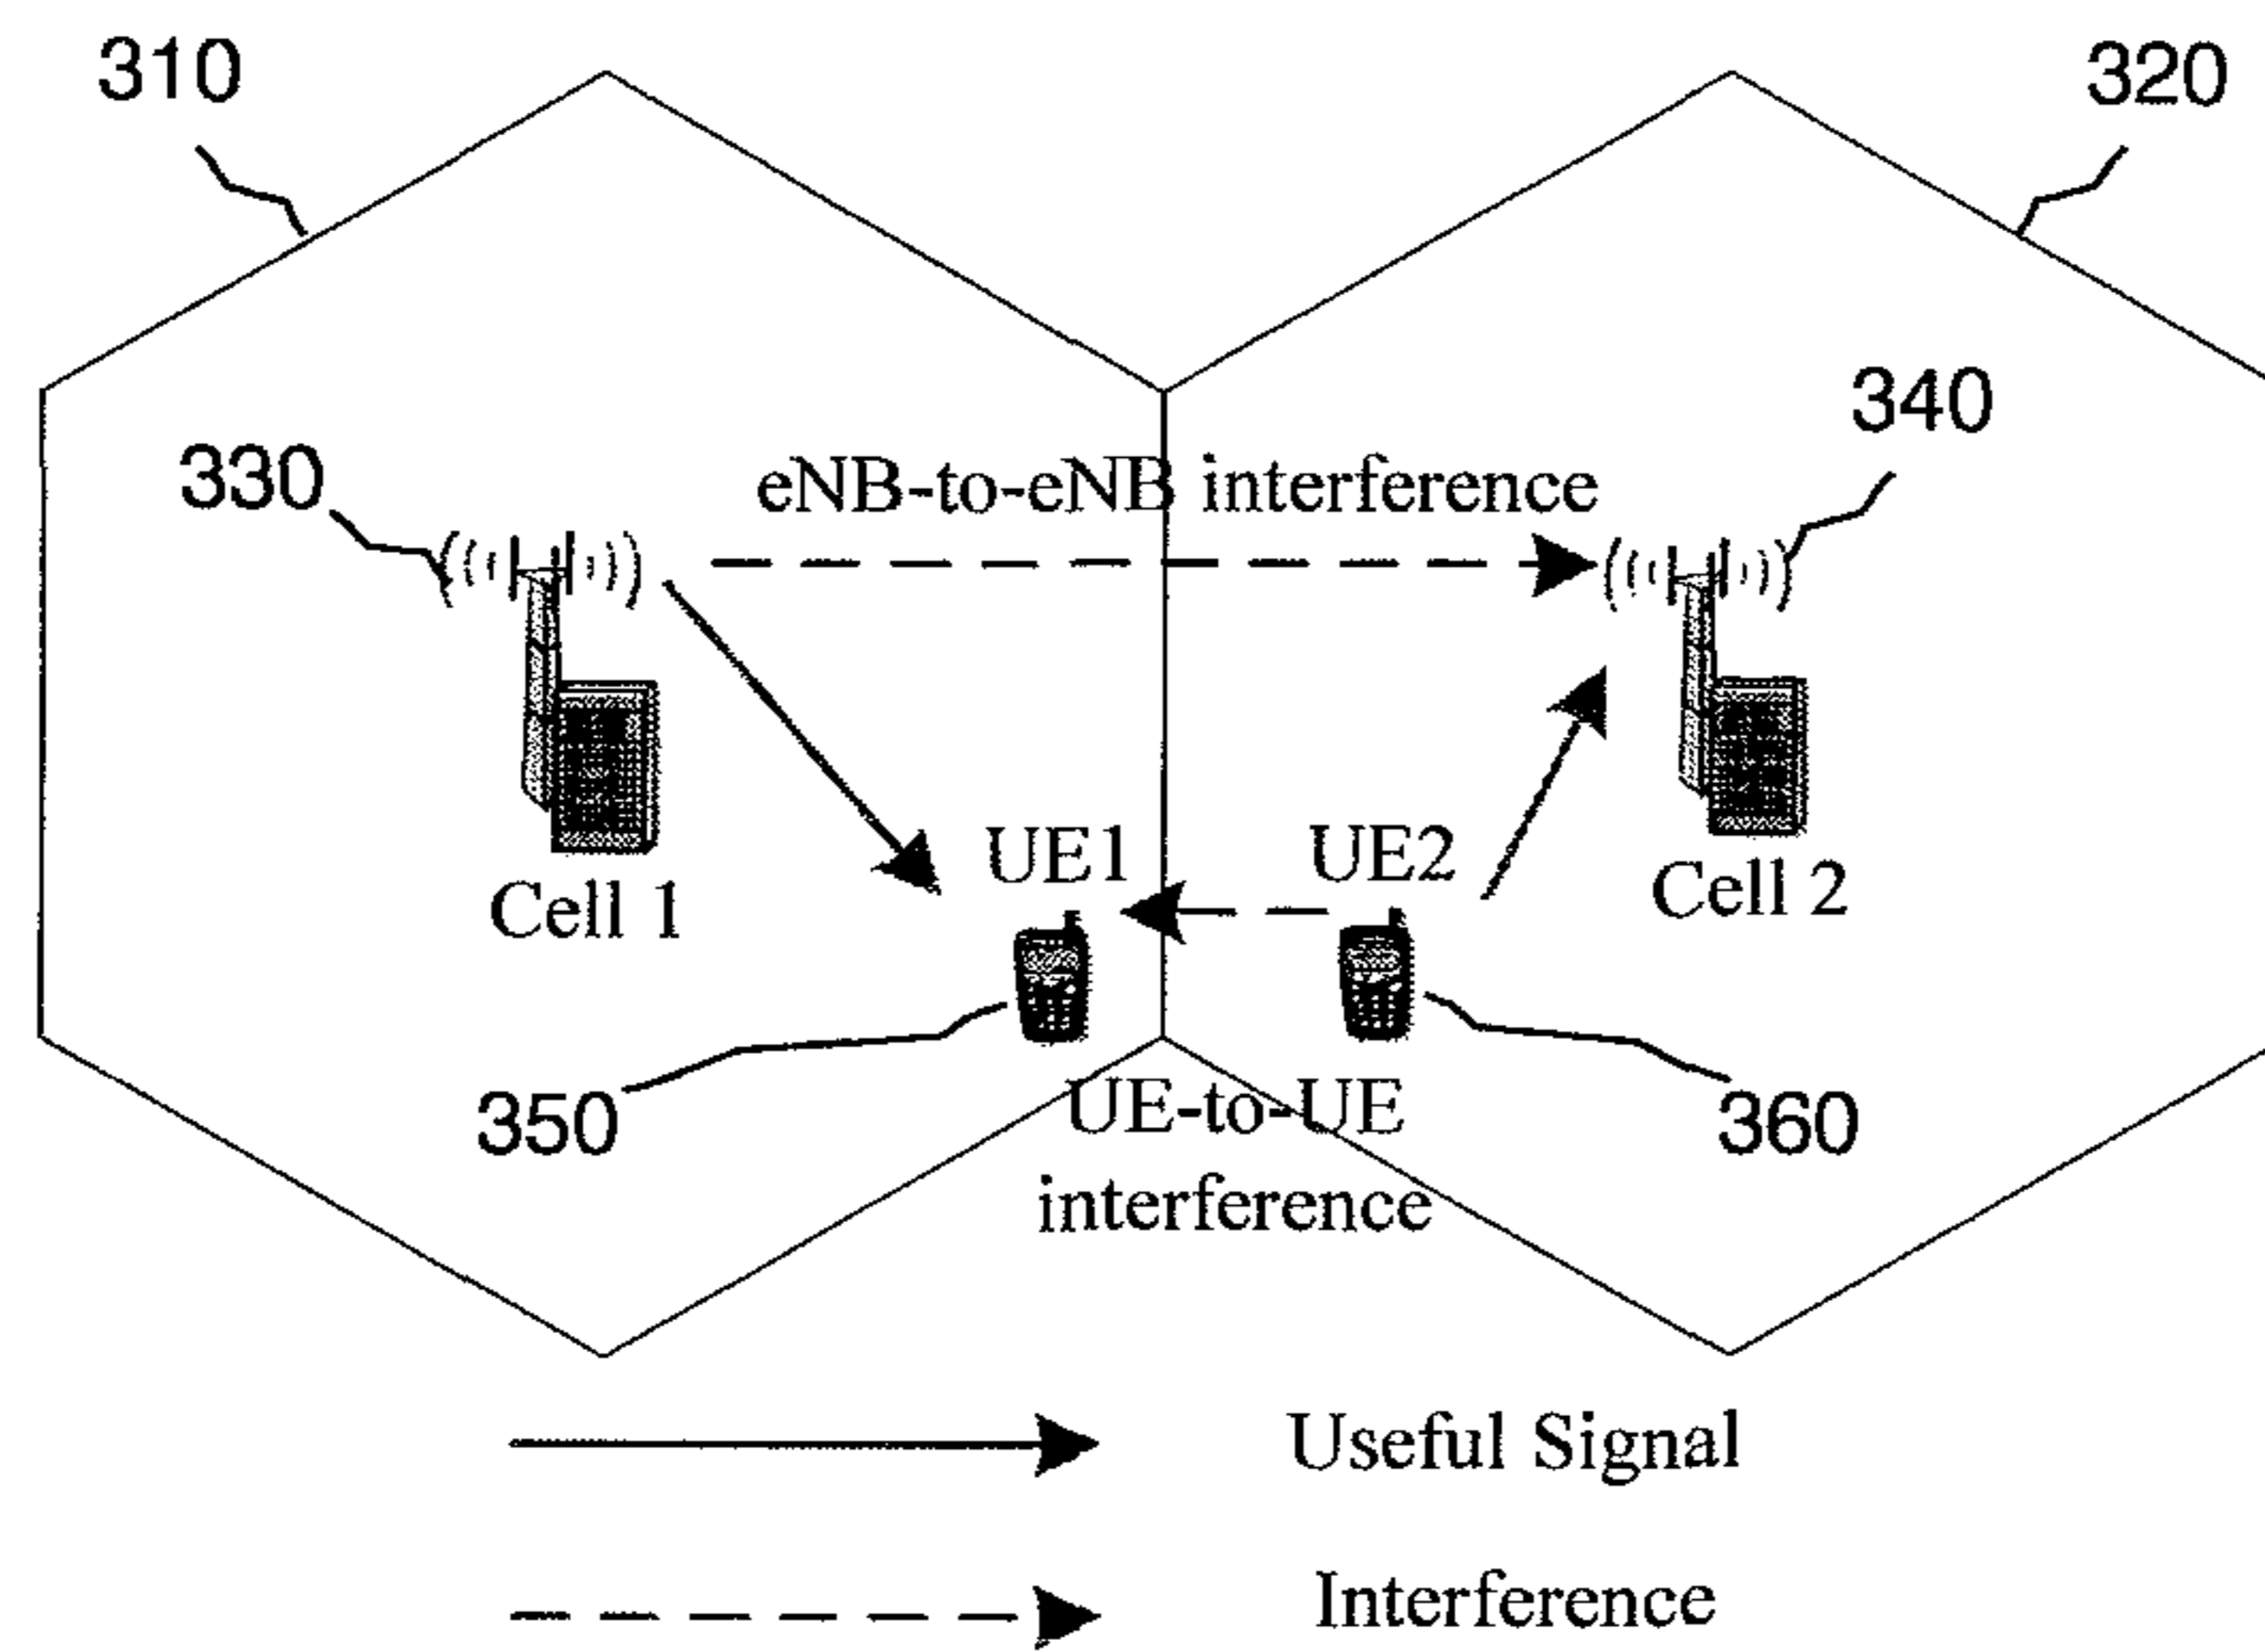 310
320
340
330
eNB-to-eNB interference
UE1
UE2
Cell 1
Cell 2
350
UE-to-UE
interference
360
Useful Signal
Interference